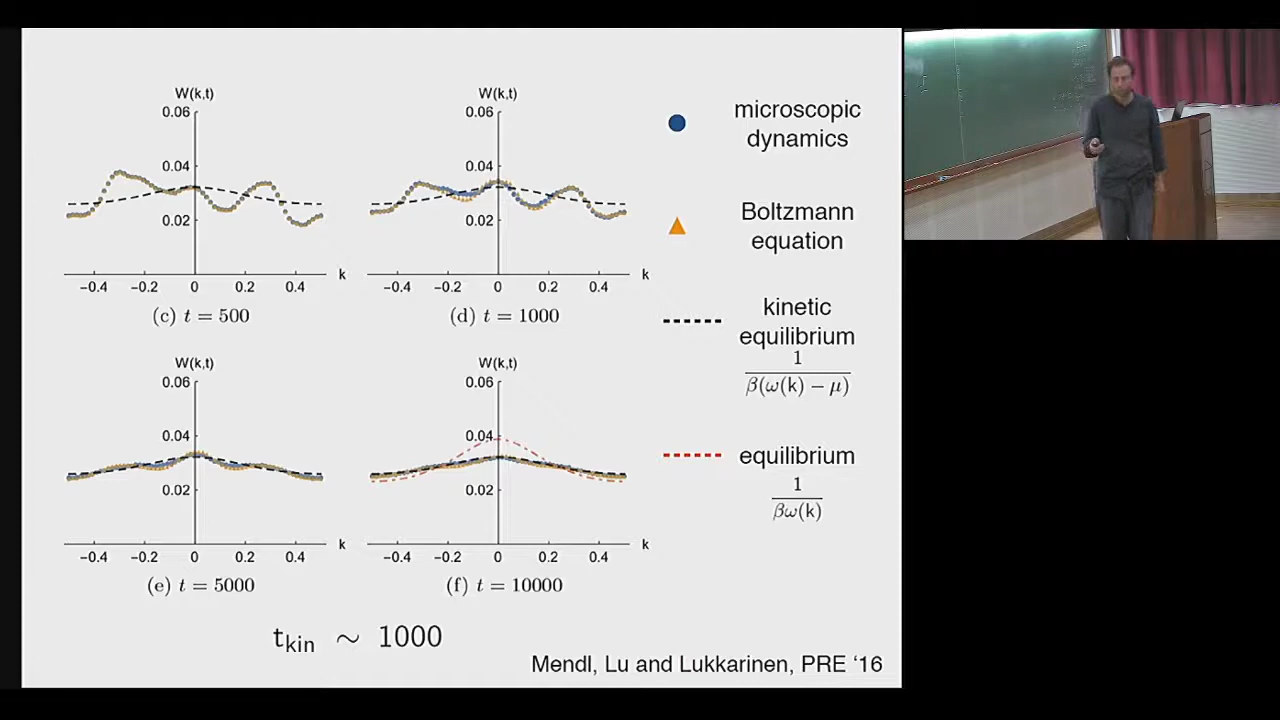 W(k,t)
0.06
0.04
0.02
−0.4 −0.2 0 0.2 0.4 k
(c) t = 500
W(k,t)
0.06
0.04
0.02
−0.4 −0.2 0 0.2 0.4 k
(d) t = 1000
W(k,t)
0.06
0.04
0.02
−0.4 −0.2 0 0.2 0.4 k
(e) t = 5000
W(k,t)
0.06
0.04
0.02
−0.4 −0.2 0 0.2 0.4 k
(f) t = 10000
microscopic
dynamics
Boltzmann
equation
kinetic
equilibrium
1
β(ω(k) − μ)
equilibrium
1
βω(k)
t_kin ∼ 1000
Mendl, Lu and Lukkarinen, PRE ‘16